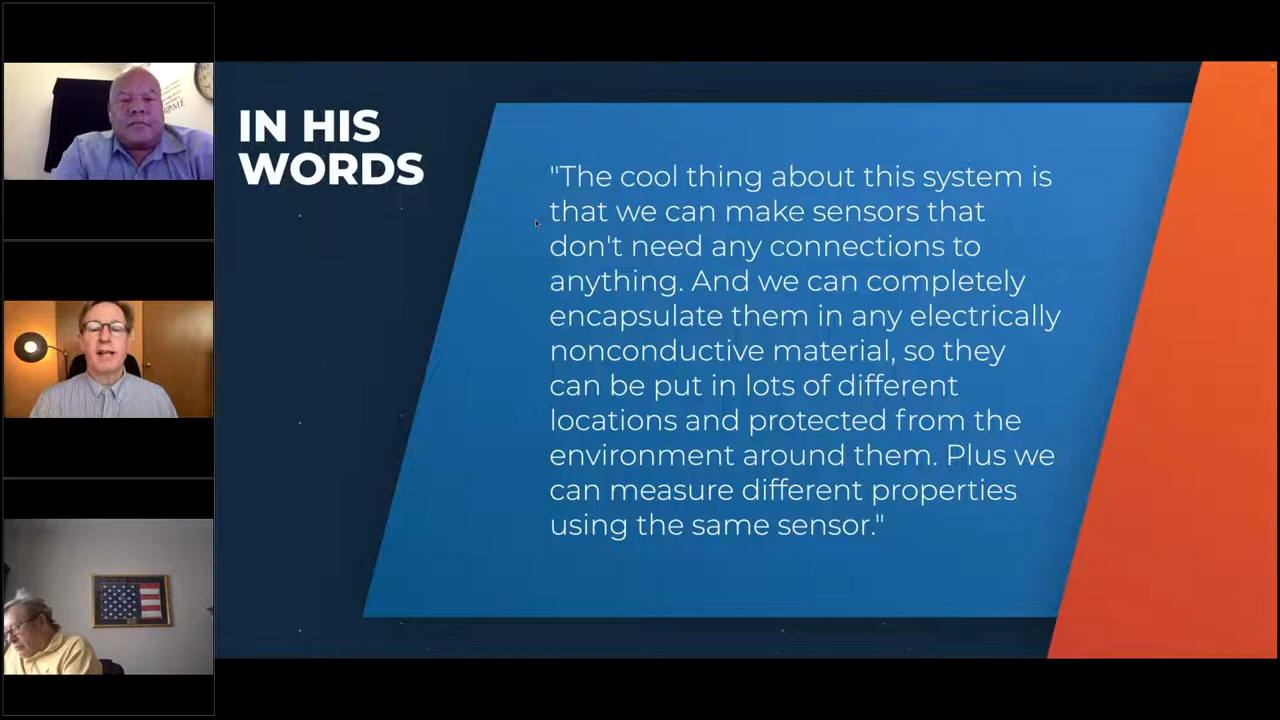 IN HIS
WORDS
"The cool thing about this system is
that we can make sensors that
don't need any connections to
anything. And we can completely
encapsulate them in any electrically
nonconductive material, so they
can be put in lots of different
locations and protected from the
environment around them. Plus we
can measure different properties
using the same sensor."